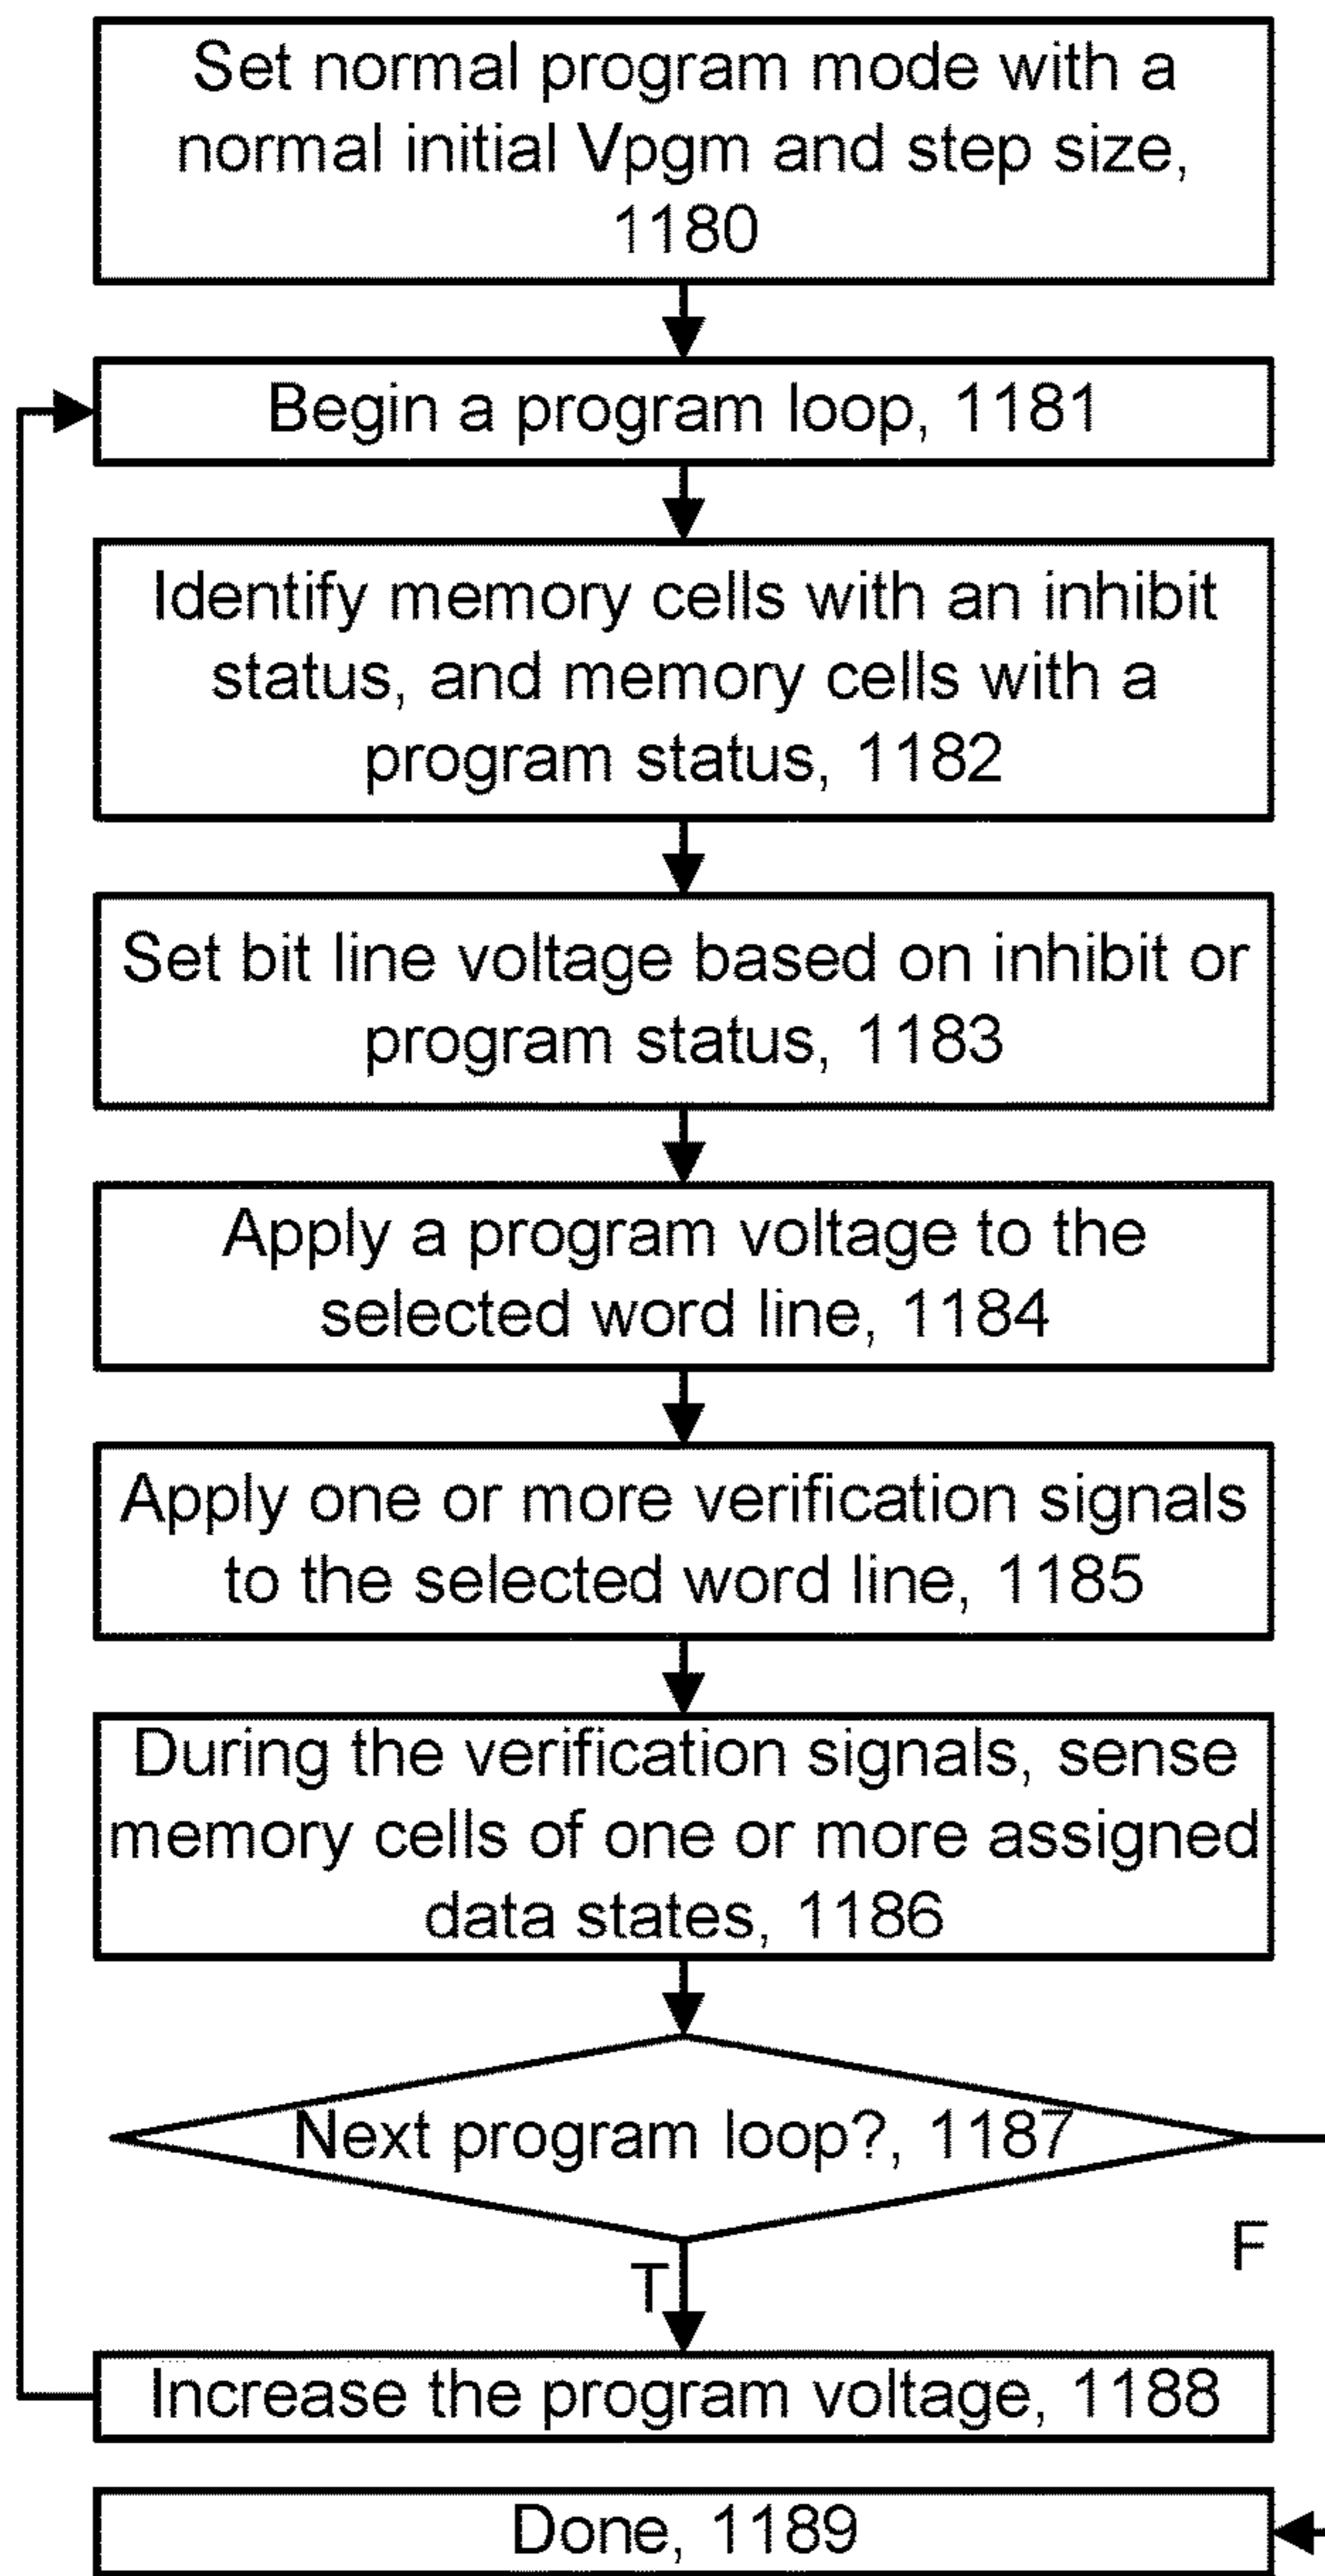 Set normal program mode with a
normal initial Vpgm and step size,
1180
Begin a program loop, 1181
Identify memory cells with an inhibit
status, and memory cells with a
program status, 1182
Set bit line voltage based on inhibit or
program status, 1183
Apply a program voltage to the
selected word line, 1184
Apply one or more verification signals
to the selected word line, 1185
During the verification signals, sense
memory cells of one or more assigned
data states, 1186
Next program loop?, 1187
F
T
Increase the program voltage, 1188
Done, 1189